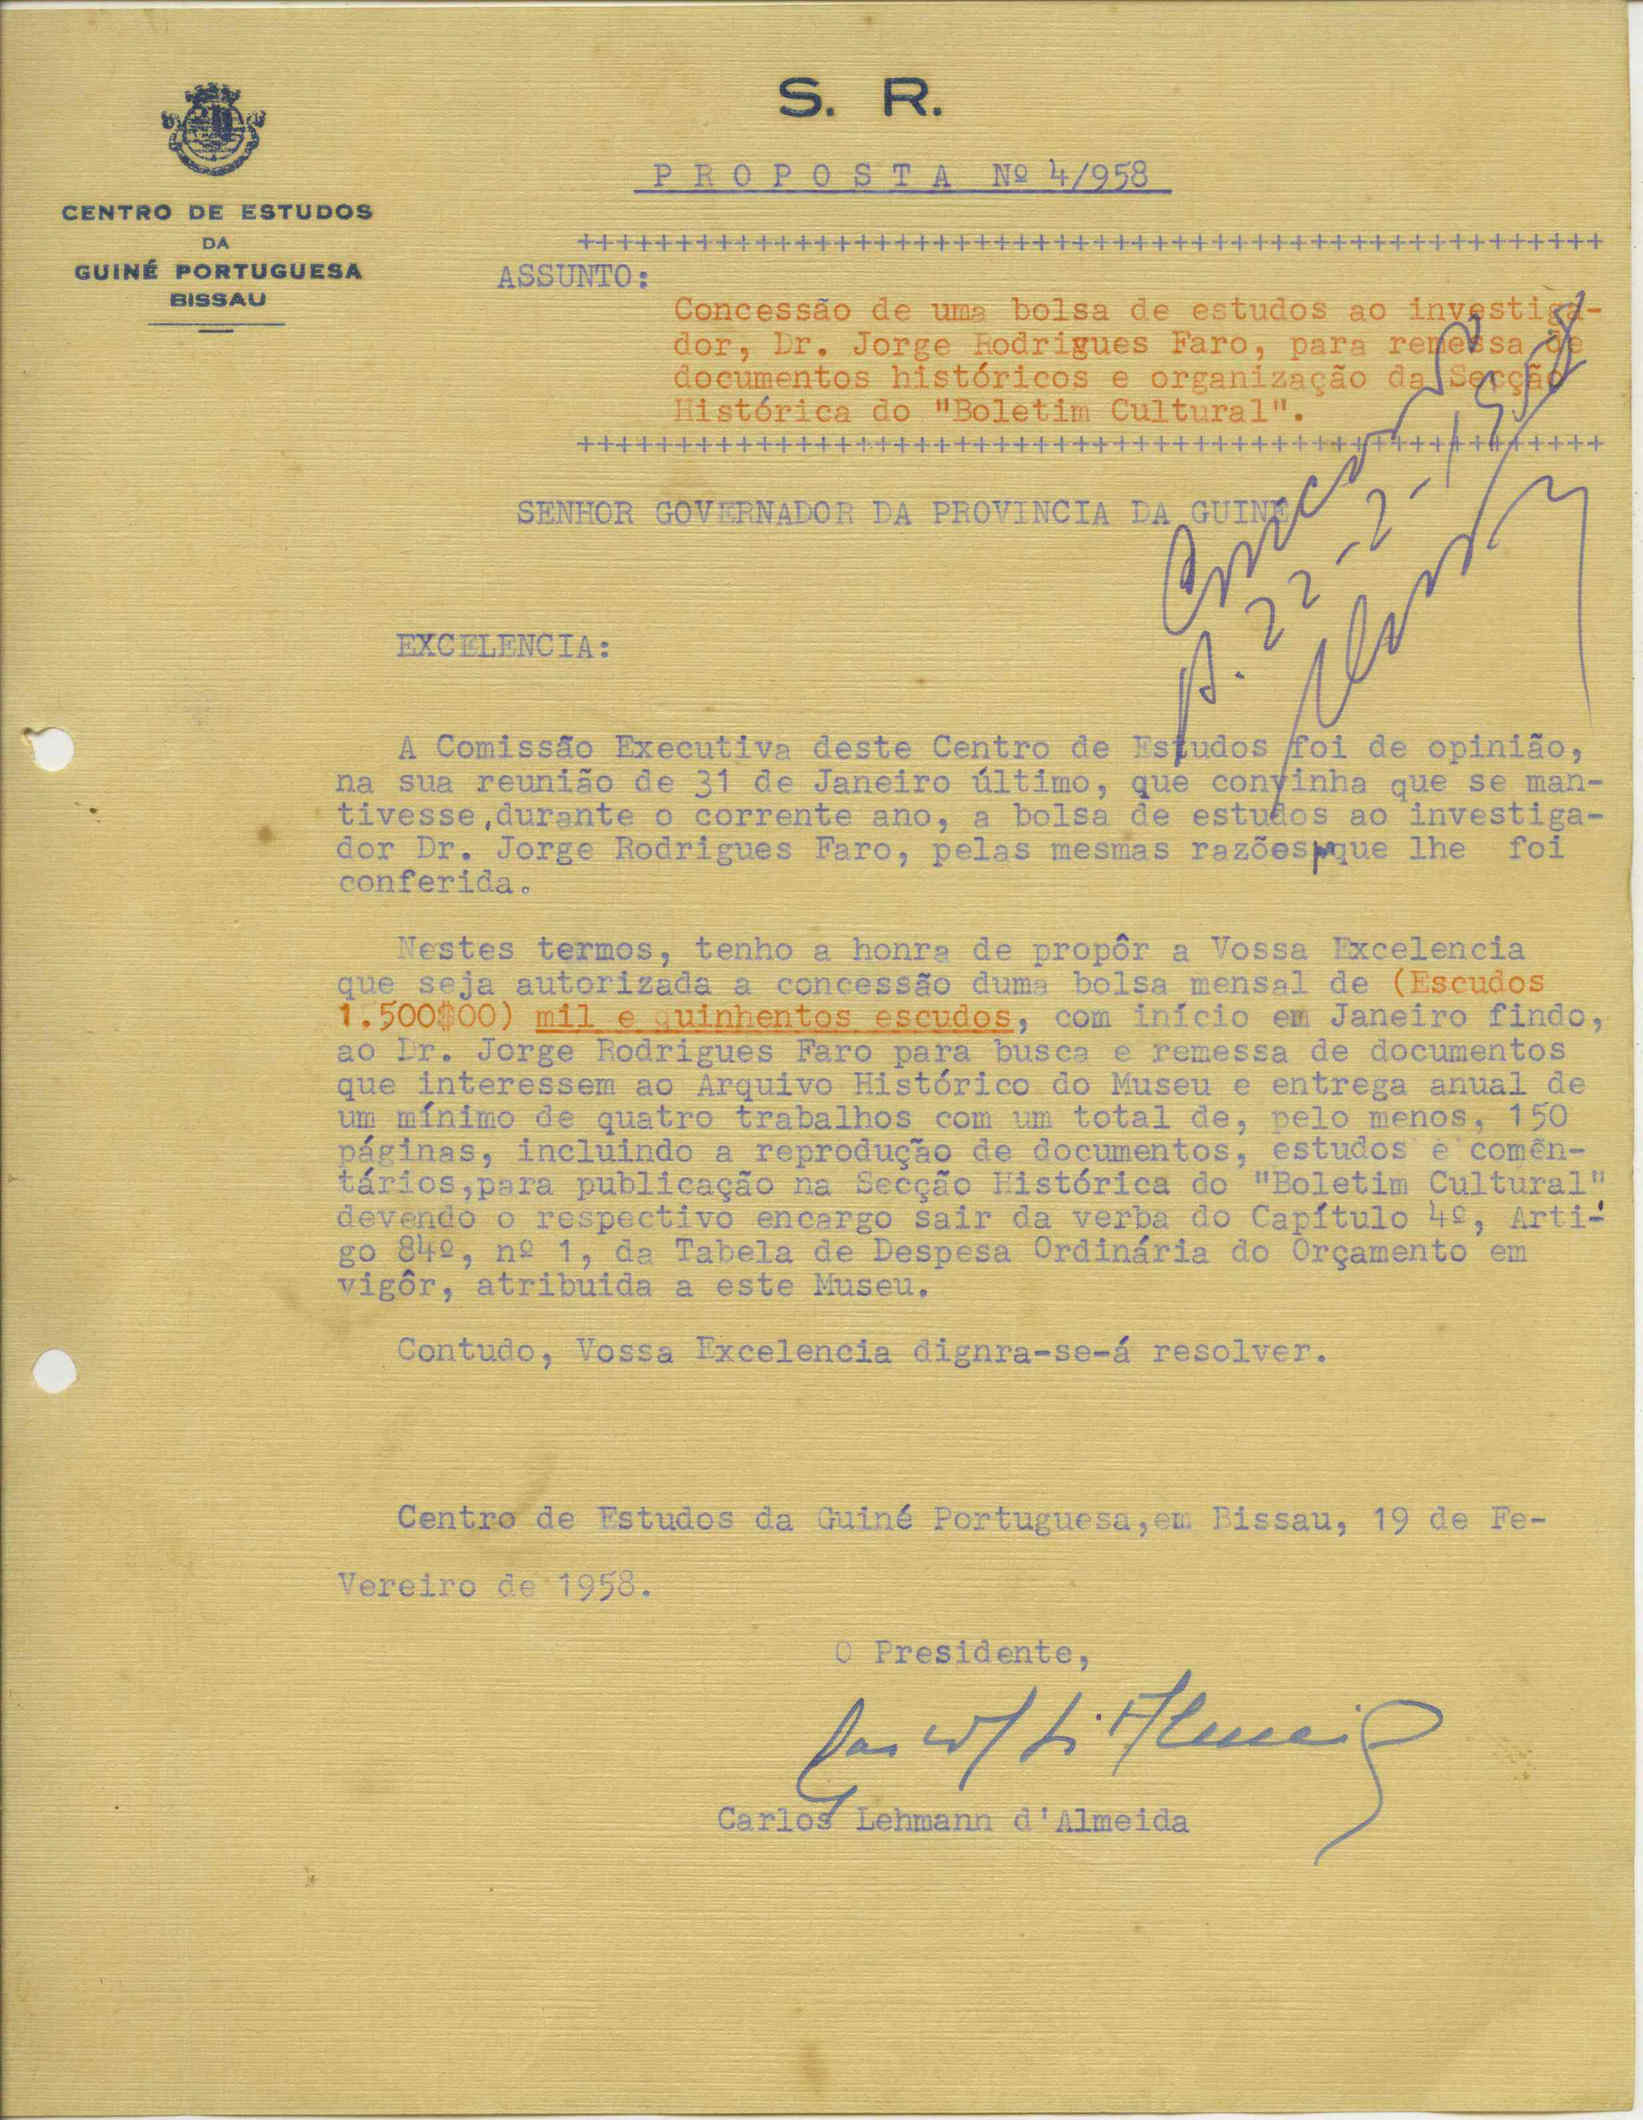 S. R.
CENTRO DE ESTUDOS
DA
GUINÉ PORTUGUESA
BISSAU
P R O P O S T A Nº 4/958
++++++++++++++++++++++++++++++++++++++++++++++++++++
ASSUNTO:
Concessão de uma bolsa de estudos ao investiga-
dor, Dr. Jorge Rodrigues Faro, para remessa de
documentos históricos e organização da Secção
Histórica do "Boletim Cultural".
++++++++++++++++++++++++++++++++++++++++++++++++++++
SENHOR GOVERNADOR DA PROVINCIA DA GUINÉ
Concordo
22-2-1958
EXCELENCIA:
A Comissão Executiva deste Centro de Estudos foi de opinião,
na sua reunião de 31 de Janeiro último, que convinha que se man-
tivesse,durante o corrente ano, a bolsa de estudos ao investiga-
dor Dr. Jorge Rodrigues Faro, pelas mesmas razões que lhe foi
conferida.
Nestes termos, tenho a honra de propôr a Vossa Excelencia
que seja autorizada a concessão duma bolsa mensal de (Escudos
1.500$00) mil e quinhentos escudos, com início em Janeiro findo,
ao Dr. Jorge Rodrigues Faro para busca e remessa de documentos
que interessem ao Arquivo Histórico do Museu e entrega anual de
um mínimo de quatro trabalhos com um total de, pelo menos, 150
páginas, incluindo a reprodução de documentos, estudos e comên-
tários,para publicação na Secção Histórica do "Boletim Cultural",
devendo o respectivo encargo sair da verba do Capítulo 4º, Arti-
go 84º, nº 1, da Tabela de Despesa Ordinária do Orçamento em
vigôr, atribuida a este Museu.
Contudo, Vossa Excelencia dignra-se-á resolver.
Centro de Estudos da Guiné Portuguesa,em Bissau, 19 de Fe-
Vereiro de 1958.
O Presidente,
Carlos Lehmann d'Almeida